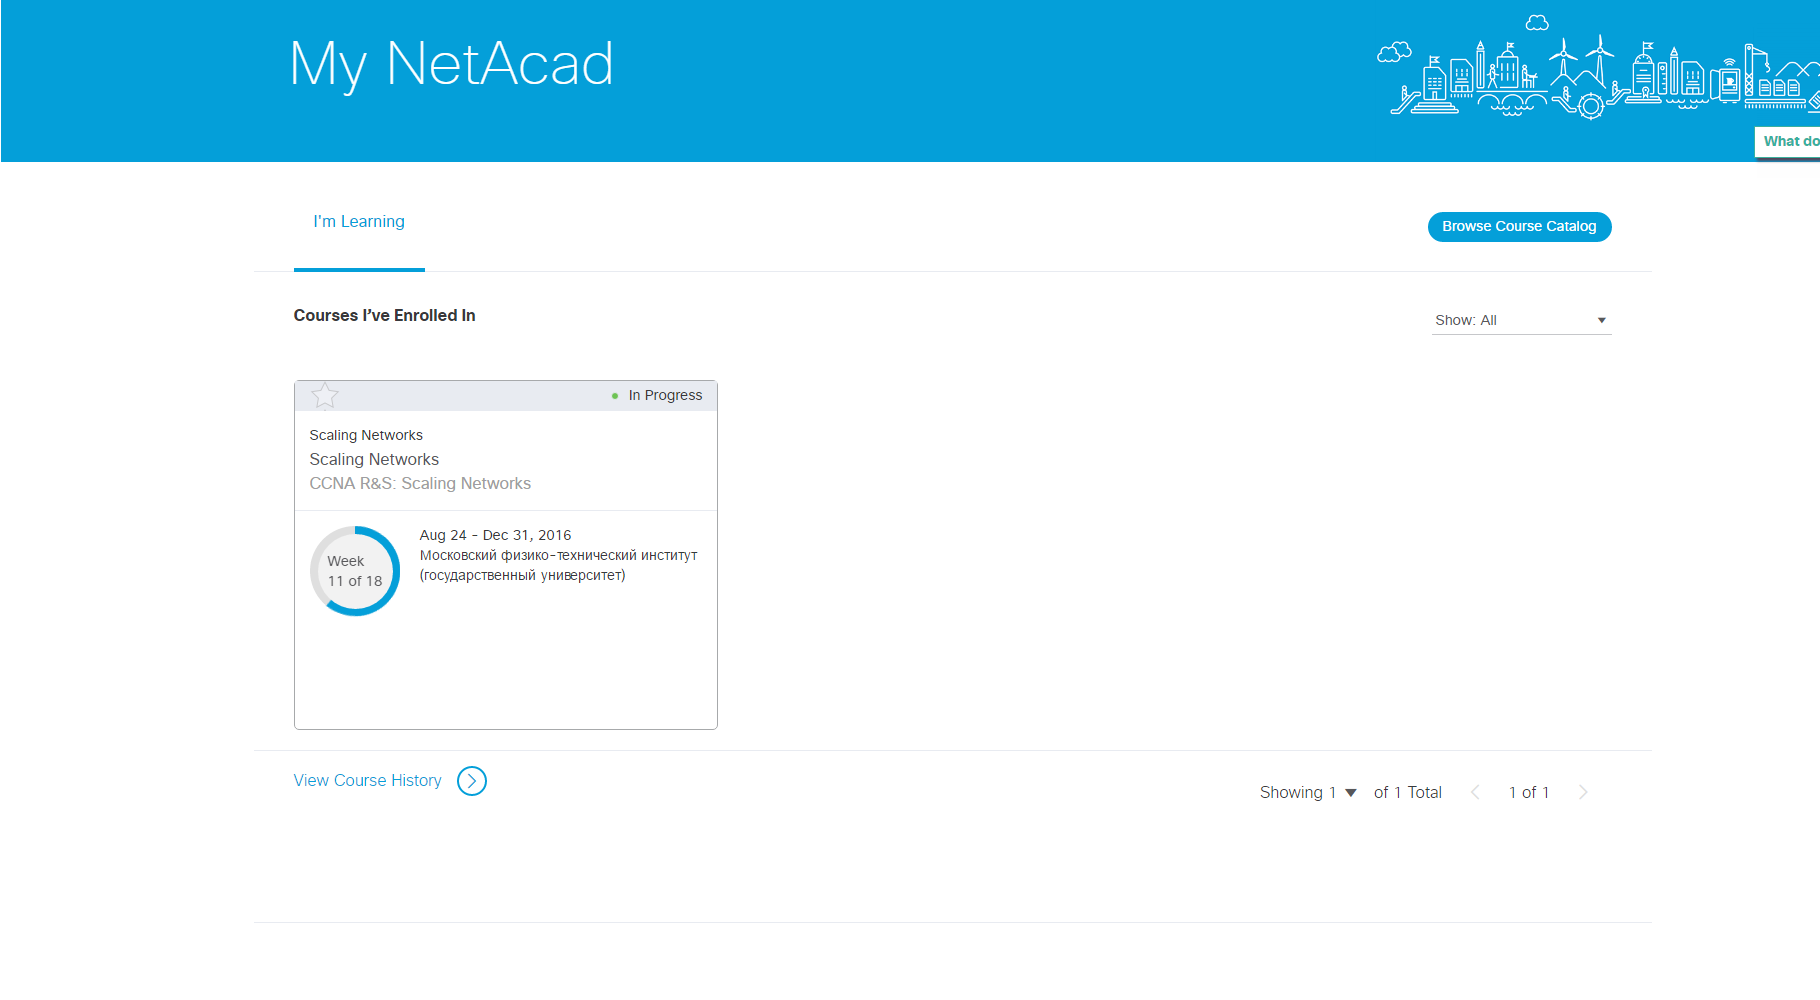 My NetAcad
What do
I'm Learning
Browse Course Catalog
Courses I’ve Enrolled In
Show: All
In Progress
Scaling Networks
Scaling Networks
CCNA R&S: Scaling Networks
Week
11 of 18
Aug 24 - Dec 31, 2016
Московский физико-технический институт
(государственный университет)
View Course History
Showing 1 of 1 Total
1 of 1